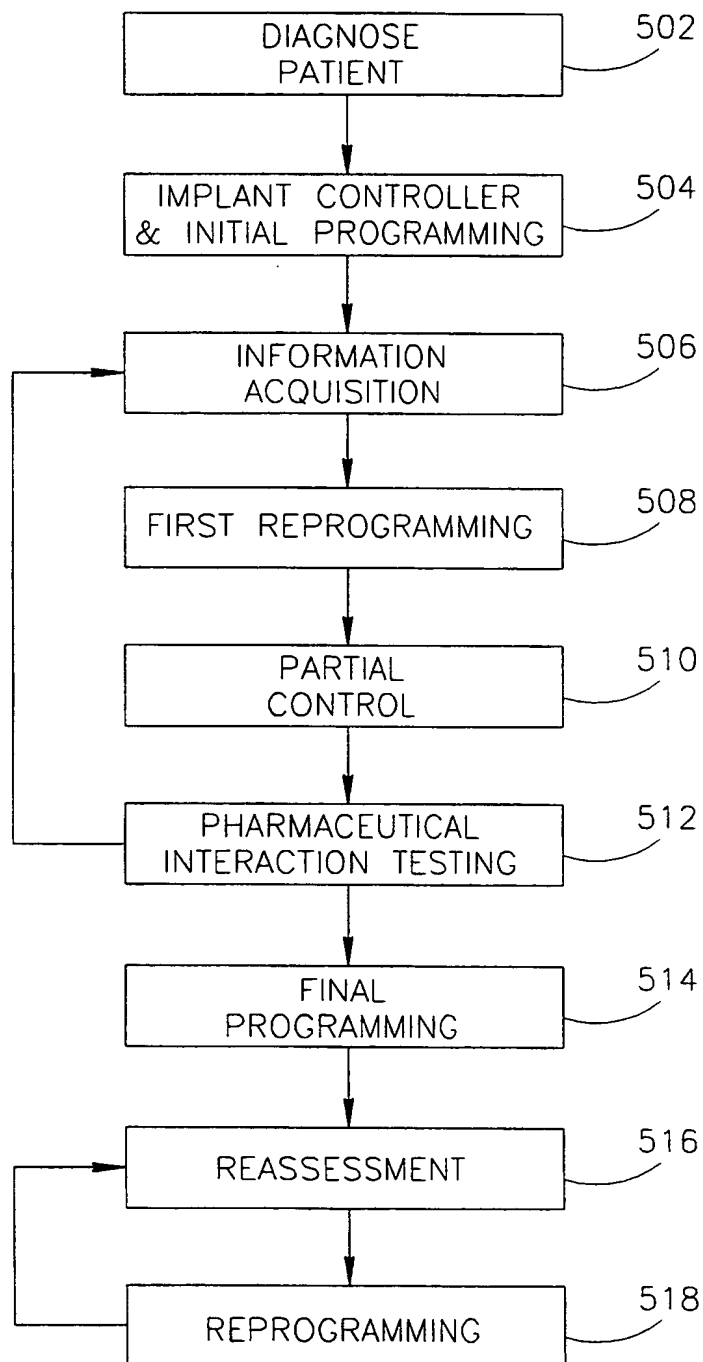 DIAGNOSE
PATIENT
502
IMPLANT CONTROLLER
& INITIAL PROGRAMMING
504
INFORMATION
ACQUISITION
506
FIRST REPROGRAMMING
508
PARTIAL
CONTROL
510
PHARMACEUTICAL
INTERACTION TESTING
512
FINAL
PROGRAMMING
514
REASSESSMENT
516
REPROGRAMMING
518